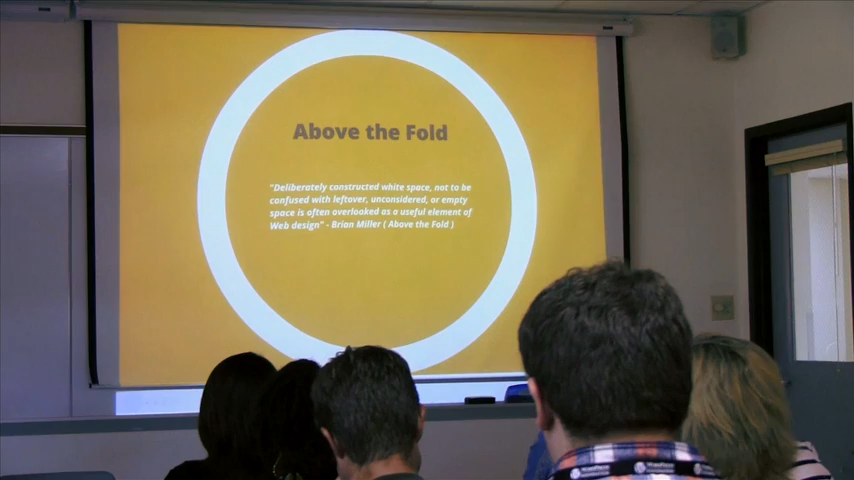 Above the Fold
"Deliberately constructed white space, not to be
confused with leftover, unconsidered, or empty
space is often overlooked as a useful element of
Web design" - Brian Miller ( Above the Fold )